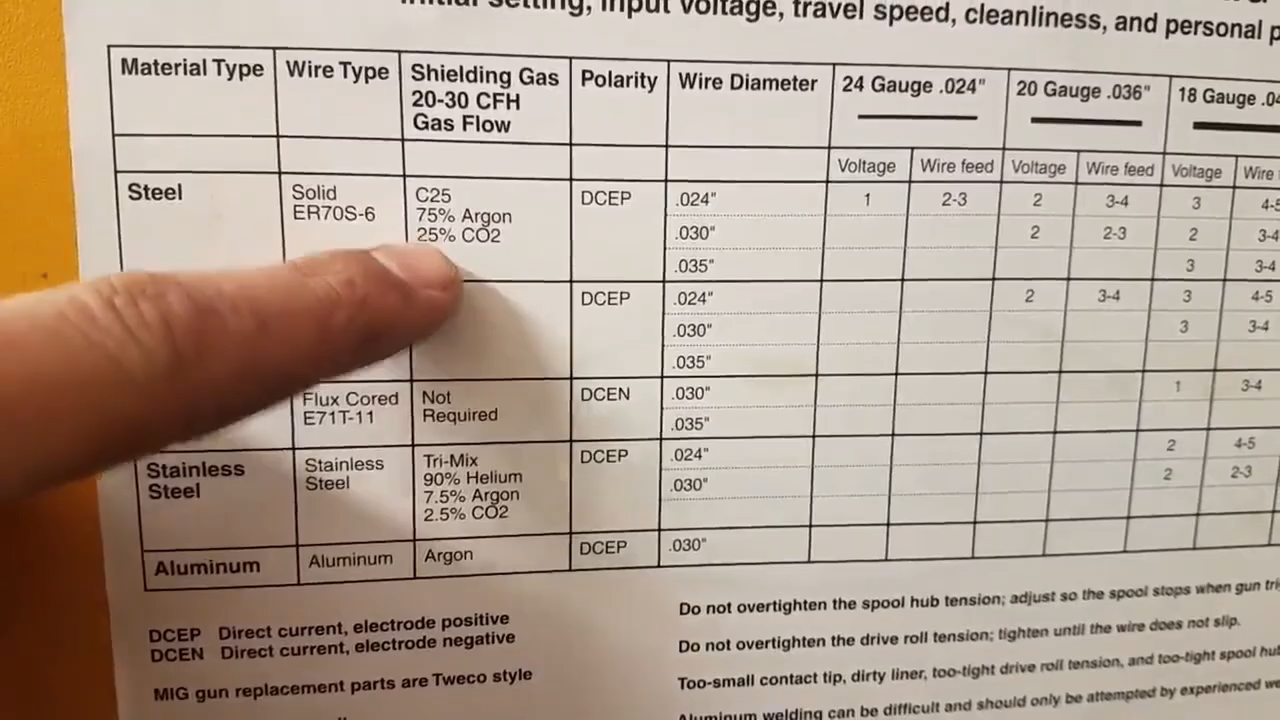 setting, input voltage, travel speed, cleanliness, and personal
Material Type Wire Type Shielding Gas Polarity Wire Diameter 24 Gauge .024" 20 Gauge .036" 18 Gauge
20-30 CFH
Gas Flow
Voltage Wire feed Voltage Wire feed Voltage Wire
Steel Solid C25 DCEP .024" 1 2-3 2 3-4 3
ER70S-6 75% Argon
25% CO2 .030" 2 2-3 2 3-4
.035" 3 3-4
DCEP .024" 2 3-4 3 4-5
.030" 3 3-4
.035"
Flux Cored Not DCEN .030" 1 3-4
E71T-11 Required .035"
Stainless Stainless Tri-Mix DCEP .024" 2 4-5
Steel Steel 90% Helium .030" 2 2-3
7.5% Argon
2.5% CO2
Aluminum Aluminum Argon DCEP .030"
DCEP Direct current, electrode positive
DCEN Direct current, electrode negative
MIG gun replacement parts are Tweco style
Do not overtighten the spool hub tension; adjust so the spool stops when gun
Do not overtighten the drive roll tension; tighten until the wire does not slip.
Too-small contact tip, dirty liner, too-tight drive roll tension, and too-tight spool
Aluminum welding can be difficult and should only be attempted by experienced